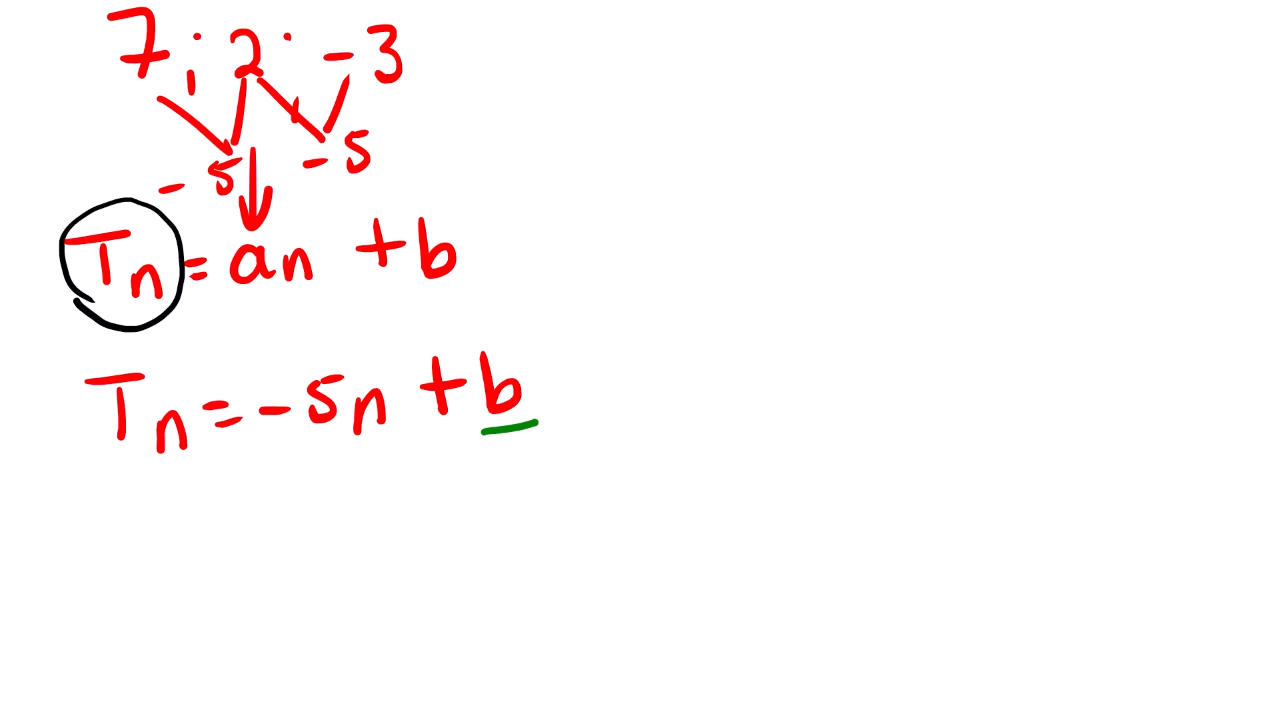 7 ; 2 ; - 3
- 5 - 5
Tn = an + b
Tn = - 5n + b